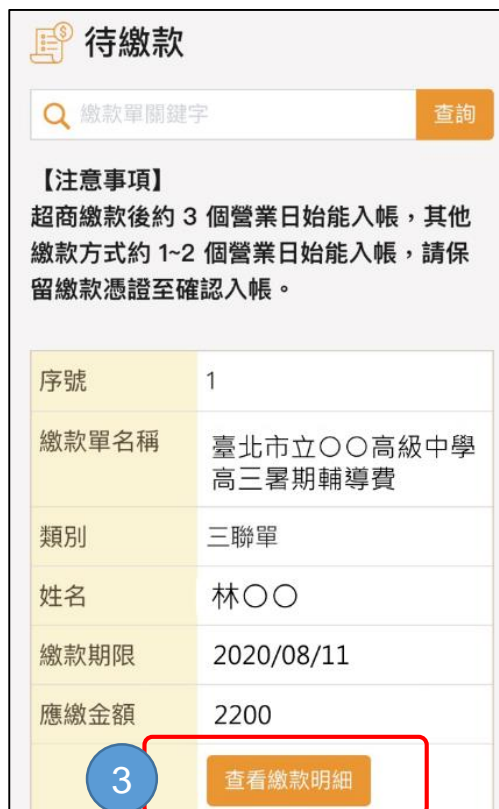 待繳款
繳款單關鍵字 查詢
【注意事項】
超商繳款後約 3 個營業日始能入帳，其他
繳款方式約 1~2 個營業日始能入帳，請保
留繳款憑證至確認入帳。
序號 1
繳款單名稱 臺北市立○○高級中學
高三暑期輔導費
類別 三聯單
姓名 林○○
繳款期限 2020/08/11
應繳金額 2200
3 查看繳款明細